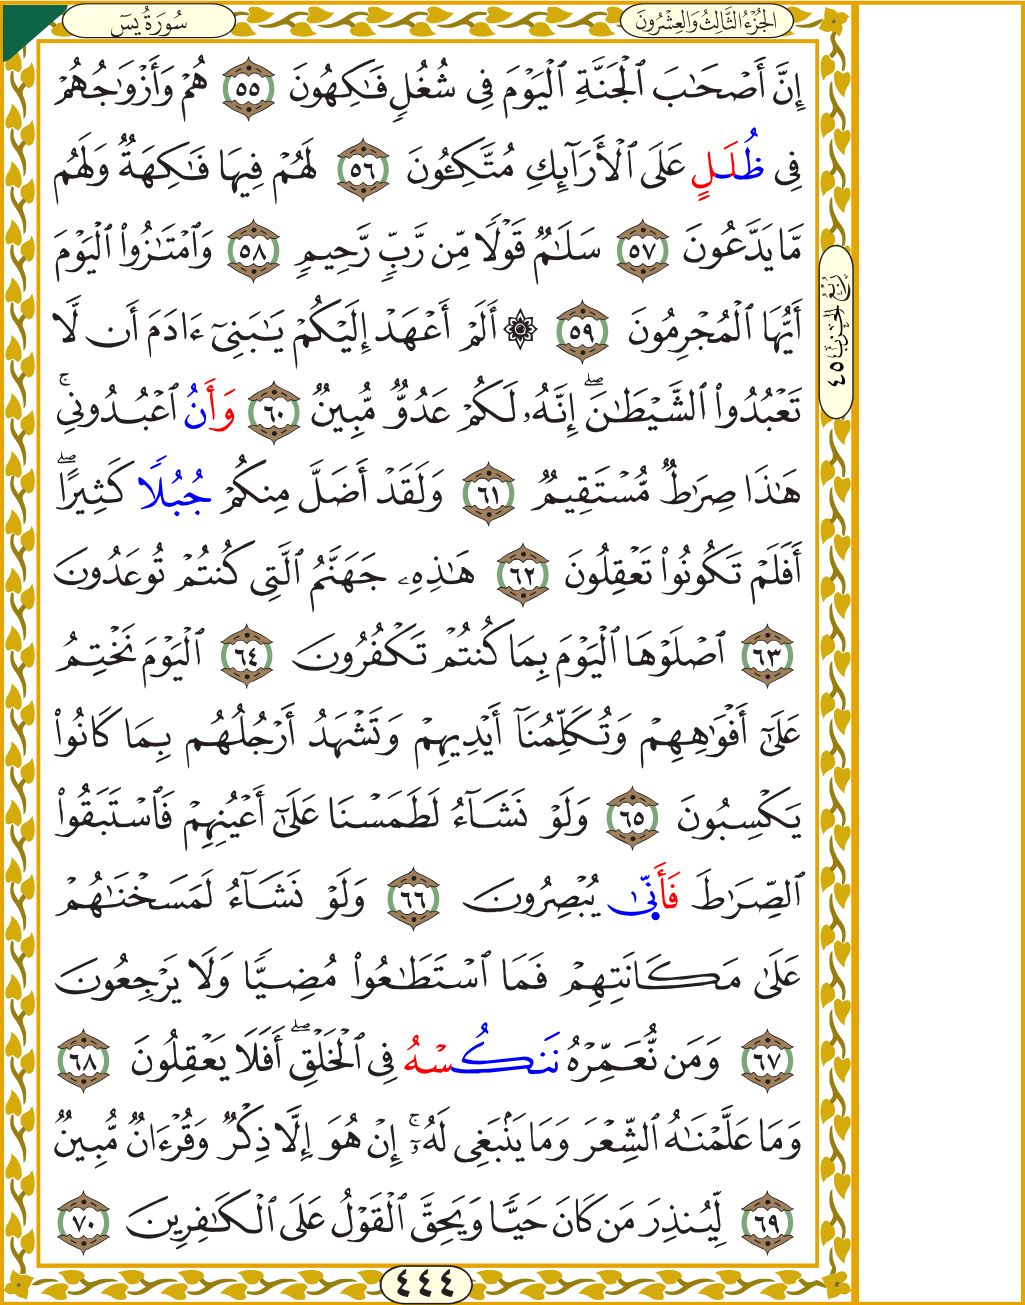 سُورَةُ يسٓ
الجُزْءُ الثَّالِثُ وَالعِشْرُونَ
إِنَّ أَصْحَـٰبَ ٱلْجَنَّةِ ٱلْيَوْمَ فِى شُغُلٍ فَـٰكِهُونَ ٥٥ هُمْ وَأَزْوَٰجُهُمْ
فِى ظُلَلٍ عَلَى ٱلْأَرَآئِكِ مُتَّكِـُٔونَ ٥٦ لَهُمْ فِيهَا فَـٰكِهَةٌ وَلَهُم
مَّا يَدَّعُونَ ٥٧ سَلَـٰمٌ قَوْلًا مِّن رَّبٍّ رَّحِيمٍ ٥٨ وَٱمْتَـٰزُوا۟ ٱلْيَوْمَ
أَيُّهَا ٱلْمُجْرِمُونَ ٥٩ ۞ أَلَمْ أَعْهَدْ إِلَيْكُمْ يَـٰبَنِىٓ ءَادَمَ أَن لَّا
تَعْبُدُوا۟ ٱلشَّيْطَـٰنَ ۖ إِنَّهُۥ لَكُمْ عَدُوٌّ مُّبِينٌ ٦٠ وَأَنُ ٱعْبُدُونِى ۚ
هَـٰذَا صِرَٰطٌ مُّسْتَقِيمٌ ٦١ وَلَقَدْ أَضَلَّ مِنكُمْ جُبُلًا كَثِيرًا ۖ
أَفَلَمْ تَكُونُوا۟ تَعْقِلُونَ ٦٢ هَـٰذِهِۦ جَهَنَّمُ ٱلَّتِى كُنتُمْ تُوعَدُونَ
٦٣ ٱصْلَوْهَا ٱلْيَوْمَ بِمَا كُنتُمْ تَكْفُرُونَ ٦٤ ٱلْيَوْمَ نَخْتِمُ
عَلَىٰٓ أَفْوَٰهِهِمْ وَتُكَلِّمُنَآ أَيْدِيهِمْ وَتَشْهَدُ أَرْجُلُهُم بِمَا كَانُوا۟
يَكْسِبُونَ ٦٥ وَلَوْ نَشَآءُ لَطَمَسْنَا عَلَىٰٓ أَعْيُنِهِمْ فَٱسْتَبَقُوا۟
ٱلصِّرَٰطَ فَأَنّٜىٰ يُبْصِرُونَ ٦٦ وَلَوْ نَشَآءُ لَمَسَخْنَـٰهُمْ
عَلَىٰ مَكَانَتِهِمْ فَمَا ٱسْتَطَـٰعُوا۟ مُضِيًّا وَلَا يَرْجِعُونَ
٦٧ وَمَن نُّعَمِّرْهُ نَنكُسْهُ فِى ٱلْخَلْقِ ۖ أَفَلَا يَعْقِلُونَ ٦٨
وَمَا عَلَّمْنَـٰهُ ٱلشِّعْرَ وَمَا يَنۢبَغِى لَهُۥٓ ۚ إِنْ هُوَ إِلَّا ذِكْرٌ وَقُرْءَانٌ مُّبِينٌ
٦٩ لِّيُنذِرَ مَن كَانَ حَيًّا وَيَحِقَّ ٱلْقَوْلُ عَلَى ٱلْكَـٰفِرِينَ ٧٠
رُبْعُ الحِزْبِ ٤٥
٤٤٤